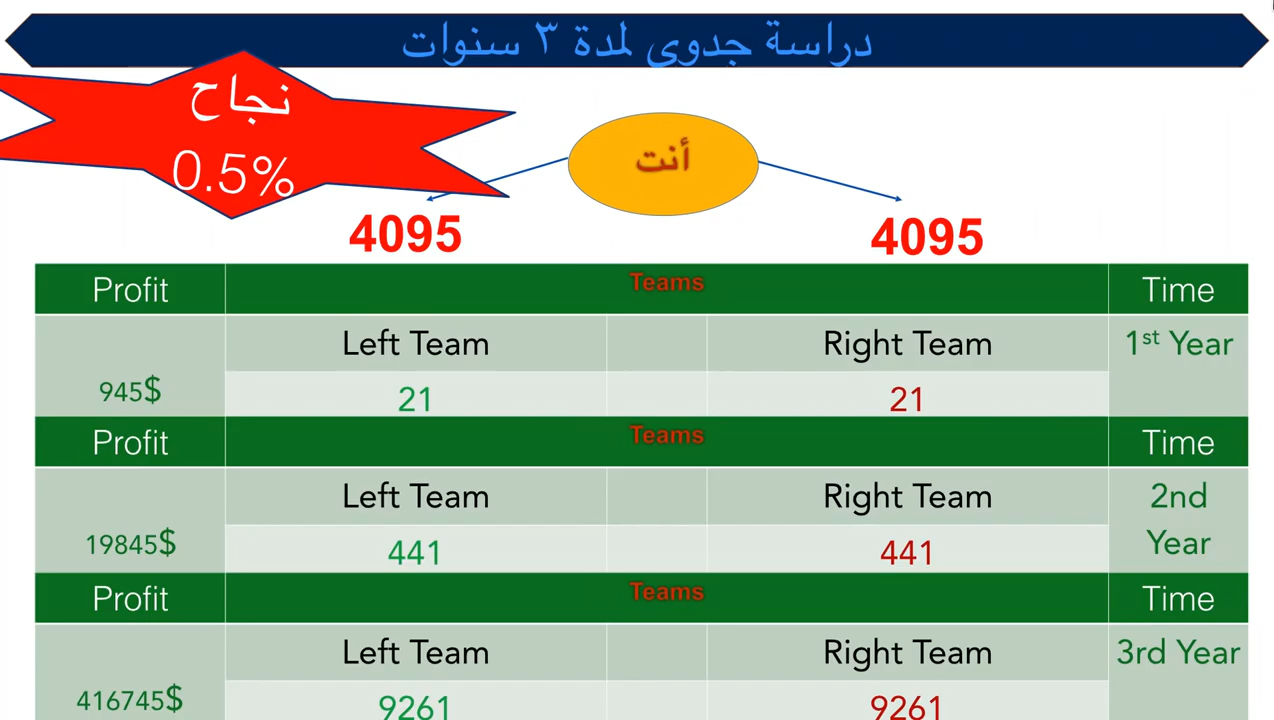 دراسة جدوى لمدة ٣ سنوات
نجاح
0.5%
أنت
4095 4095
Profit Teams Time
Left Team Right Team 1st Year
945$ 21 21
Profit Teams Time
Left Team Right Team 2nd
Year
19845$ 441 441
Profit Teams Time
Left Team Right Team 3rd Year
416745$ 9261 9261